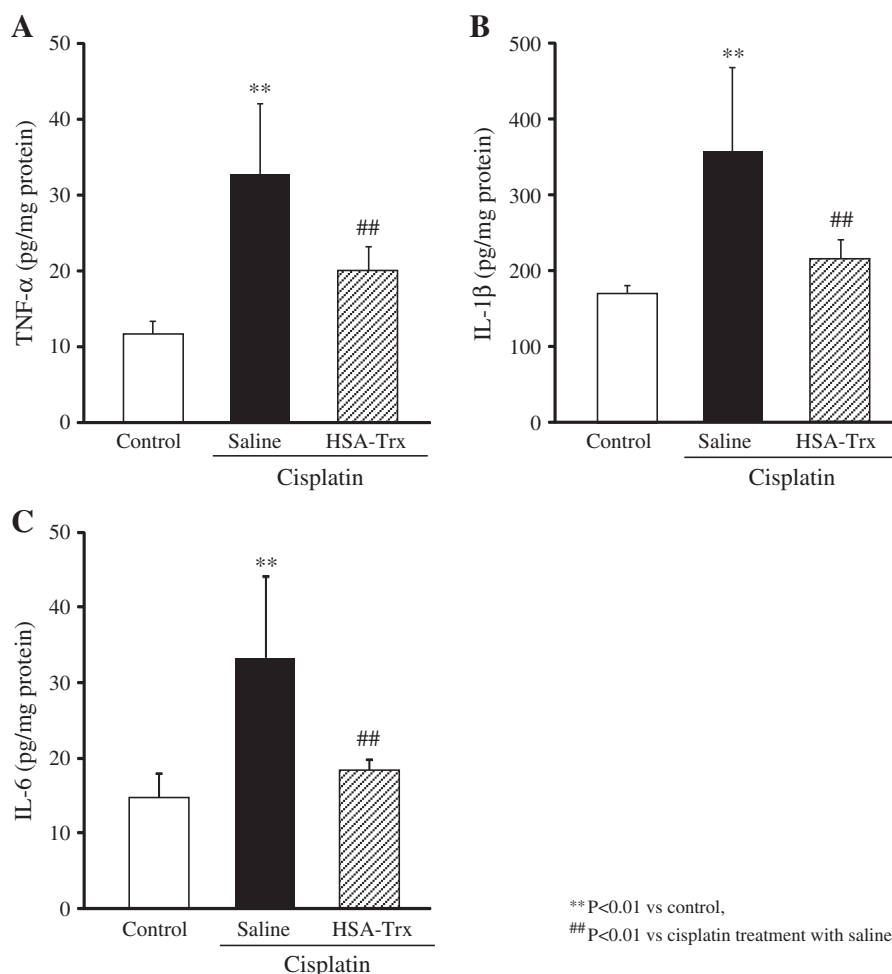 A
TNF-α (pg/mg protein)
50
40
30
20
10
0
**
##
Control Saline HSA-Trx
Cisplatin
B
IL-1β (pg/mg protein)
500
400
300
200
100
0
**
##
Control Saline HSA-Trx
Cisplatin
C
IL-6 (pg/mg protein)
50
40
30
20
10
0
**
##
Control Saline HSA-Trx
Cisplatin
**P<0.01 vs control,
##P<0.01 vs cisplatin treatment with saline